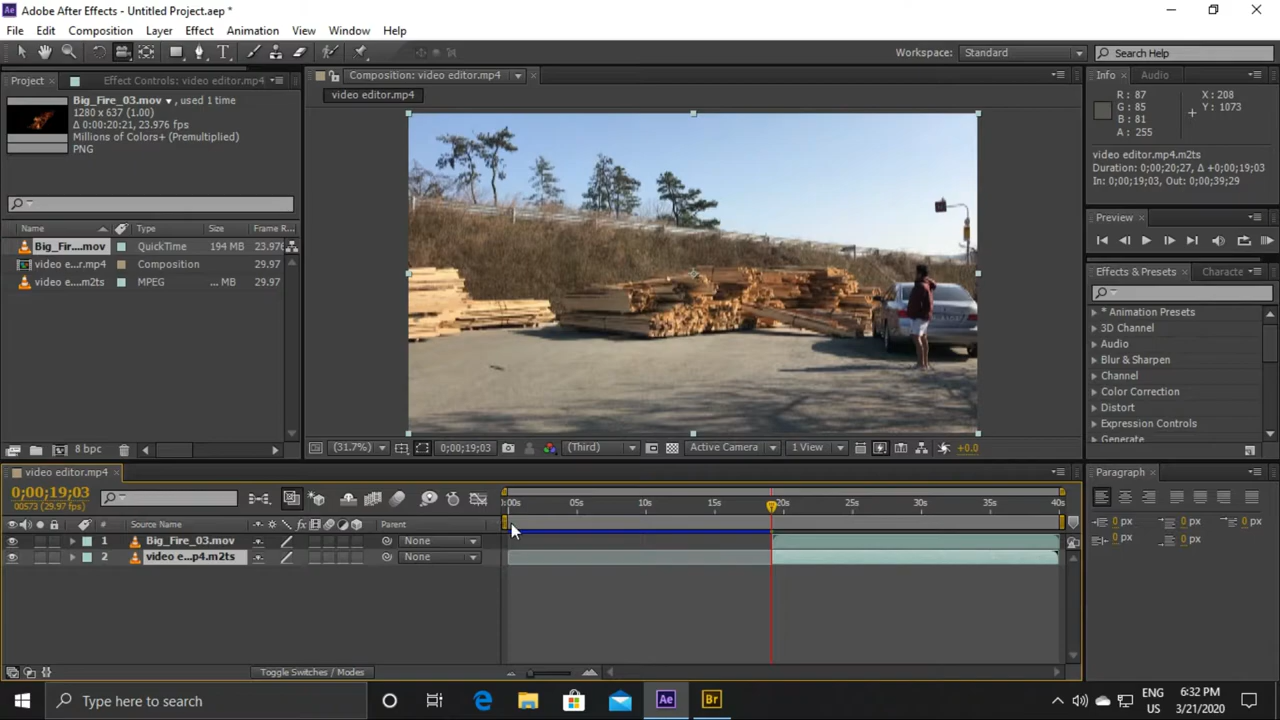 Ae Adobe After Effects - Untitled Project.aep *
File Edit Composition Layer Effect Animation View Window Help
Workspace: Standard Search Help
Project Effect Controls: video editor.mp4
Composition: video editor.mp4
Info Audio
video editor.mp4
Big_Fire_03.mov , used 1 time
1280 x 637 (1.00)
Δ 0:00:20:21, 23.976 fps
Millions of Colors+ (Premultiplied)
PNG
R: 87 X: 208
G: 85 Y: 1073
B: 81
A: 255
video editor.mp4.m2ts
Duration: 0;00;20;27, Δ +0;00;19;03
In: 0;00;19;03, Out: 0;00;39;29
Name Type Size Frame R...
Big_Fir....mov QuickTime 194 MB 23.976
video e...r.mp4 Composition 29.97
video e....m2ts MPEG ... MB 29.97
Preview
Effects & Presets Characte
* Animation Presets
3D Channel
Audio
Blur & Sharpen
Channel
Color Correction
Distort
Expression Controls
Generate
8 bpc
(31.7%) 0;00;19;03 (Third) Active Camera 1 View +0.0
video editor.mp4
0;00;19;03
00573 (29.97 fps)
:00s 05s 10s 15s 20s 25s 30s 35s 40s
# Source Name Parent
1 Big_Fire_03.mov None
2 video e...p4.m2ts None
Toggle Switches / Modes
Paragraph
0 px 0 px 0 px
0 px 0 px
Type here to search
Ae Br
ENG
US
6:32 PM
3/21/2020